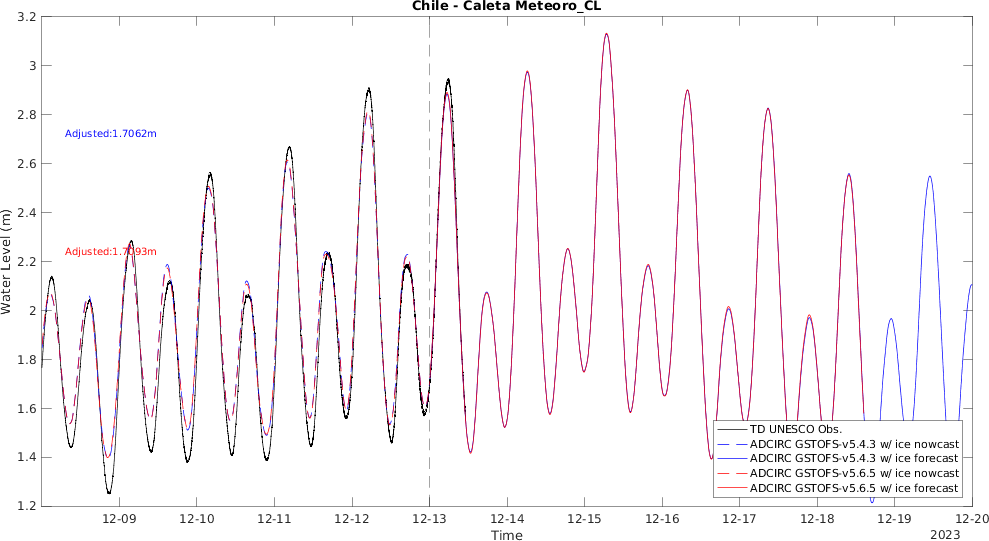 Chile - Caleta Meteoro_CL
3.2
3
2.8
2.6
2.4
2.2
2
1.8
1.6
1.4
1.2
Water Level (m)
Adjusted:1.7062m
Adjusted:1.7093m
TD UNESCO Obs.
ADCIRC GSTOFS-v5.4.3 w/ ice nowcast
ADCIRC GSTOFS-v5.4.3 w/ ice forecast
ADCIRC GSTOFS-v5.6.5 w/ ice nowcast
ADCIRC GSTOFS-v5.6.5 w/ ice forecast
12-09 12-10 12-11 12-12 12-13 12-14 12-15 12-16 12-17 12-18 12-19 12-20
Time
2023